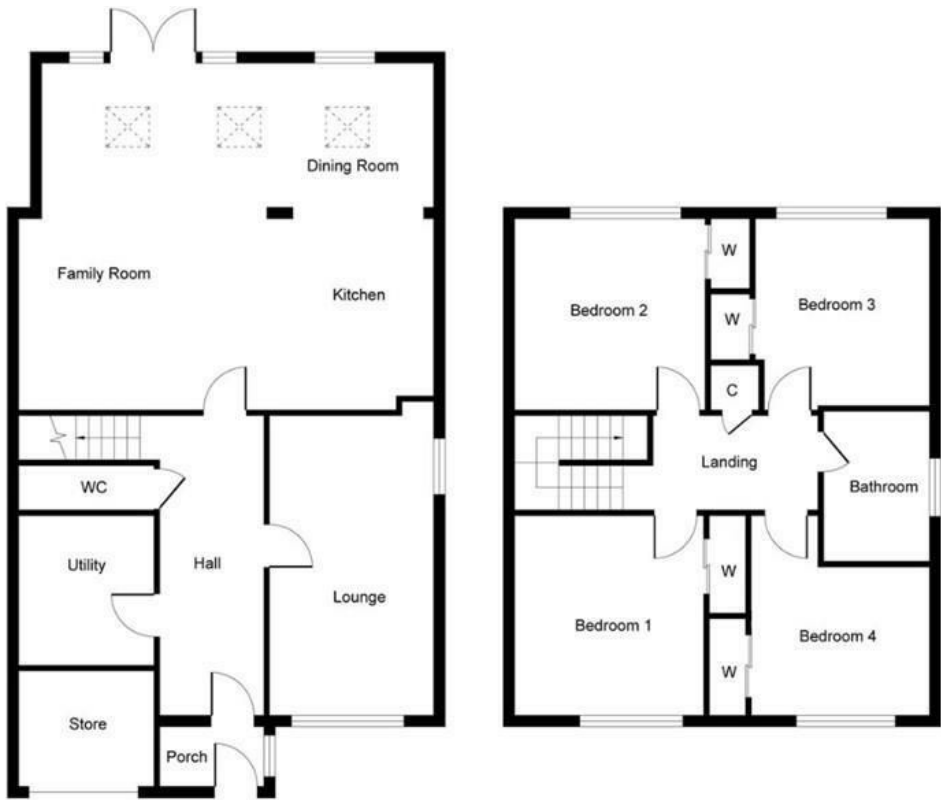 Dining Room
Family Room
Kitchen
WC
Utility
Hall
Lounge
Store
Porch
W
Bedroom 2
Bedroom 3
W
C
Landing
Bathroom
W
Bedroom 1
Bedroom 4
W